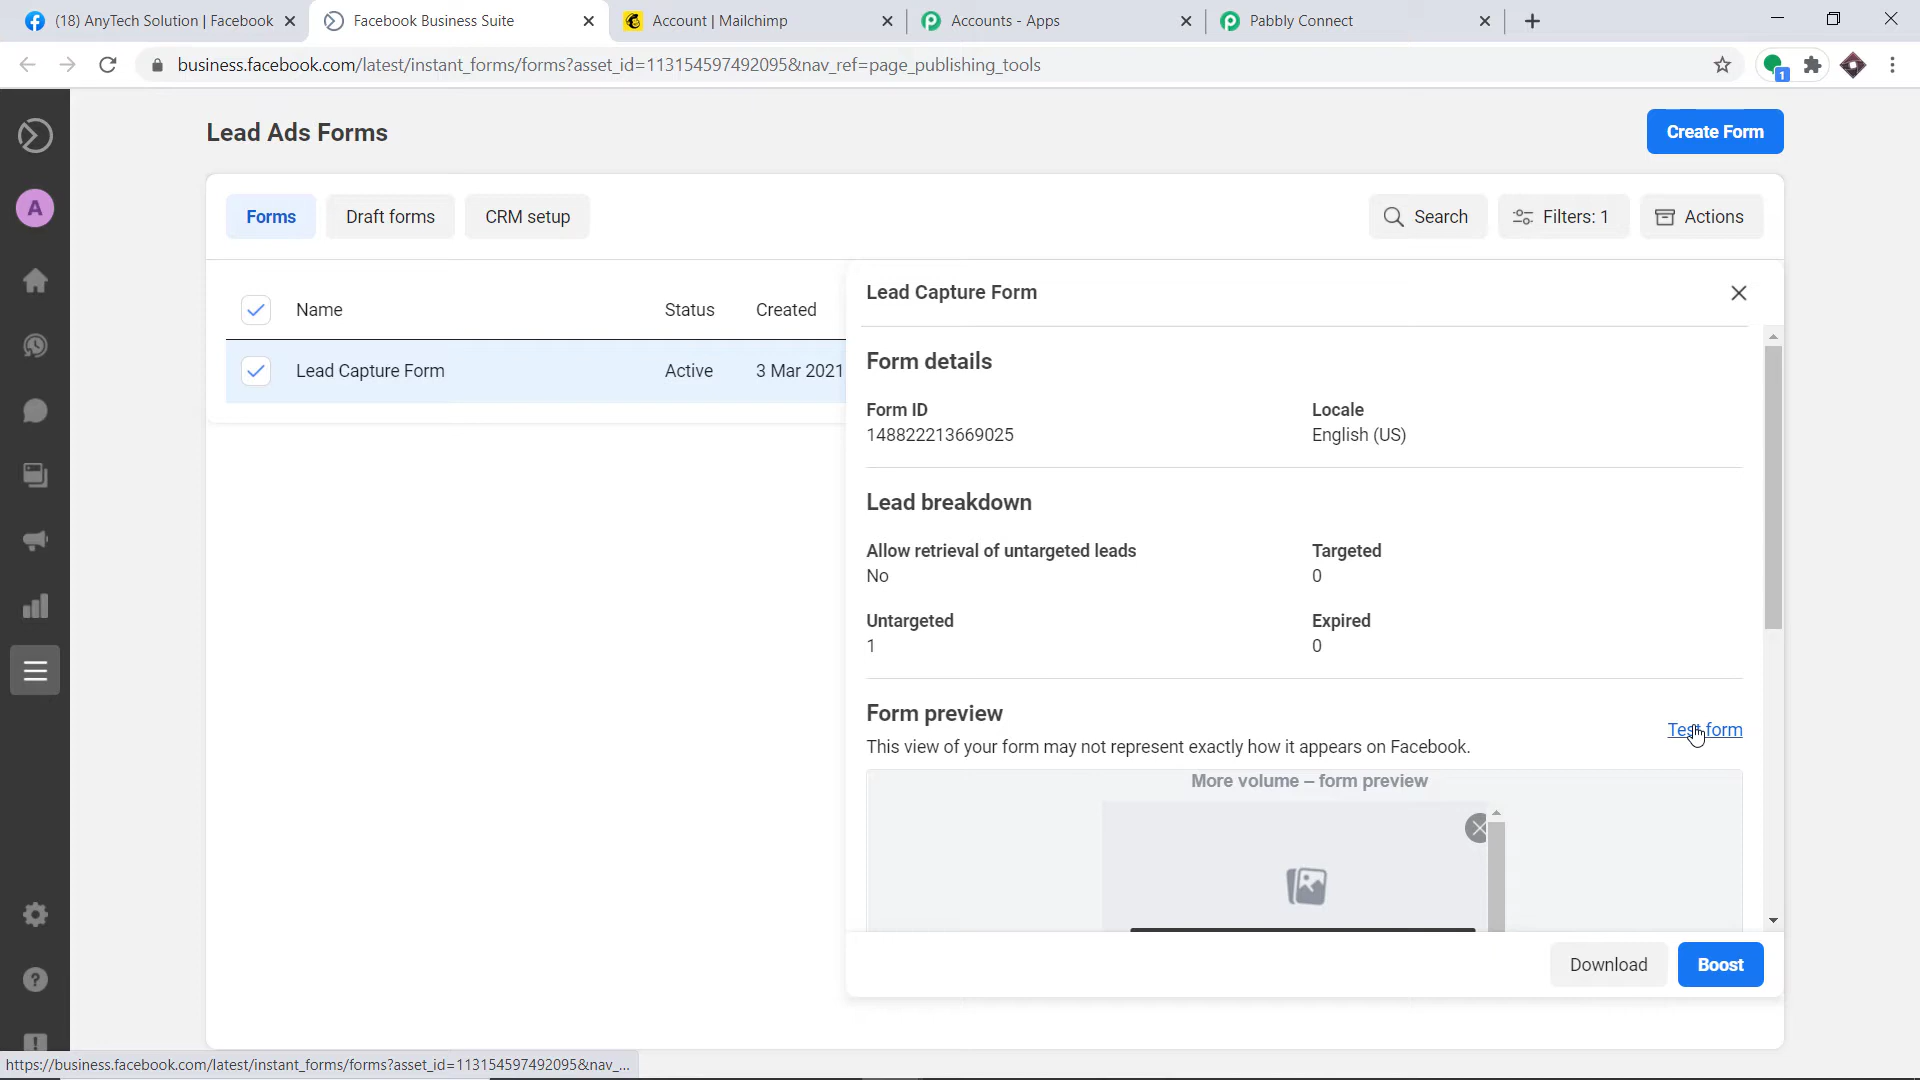 (18) AnyTech Solution | Facebook
Facebook Business Suite
Account | Mailchimp
Accounts - Apps
Pabbly Connect
business.facebook.com/latest/instant_forms/forms?asset_id=113154597492095&nav_ref=page_publishing_tools
1
Lead Ads Forms
Create Form
A
Forms
Draft forms
CRM setup
Search
Filters: 1
Actions
Name
Status
Created
Lead Capture Form
Active
3 Mar 2021
Lead Capture Form
Form details
Form ID
Locale
148822213669025
English (US)
Lead breakdown
Allow retrieval of untargeted leads
Targeted
No
0
Untargeted
Expired
1
0
Form preview
Test form
This view of your form may not represent exactly how it appears on Facebook.
More volume – form preview
Download
Boost
https://business.facebook.com/latest/instant_forms/forms?asset_id=113154597492095&nav_...